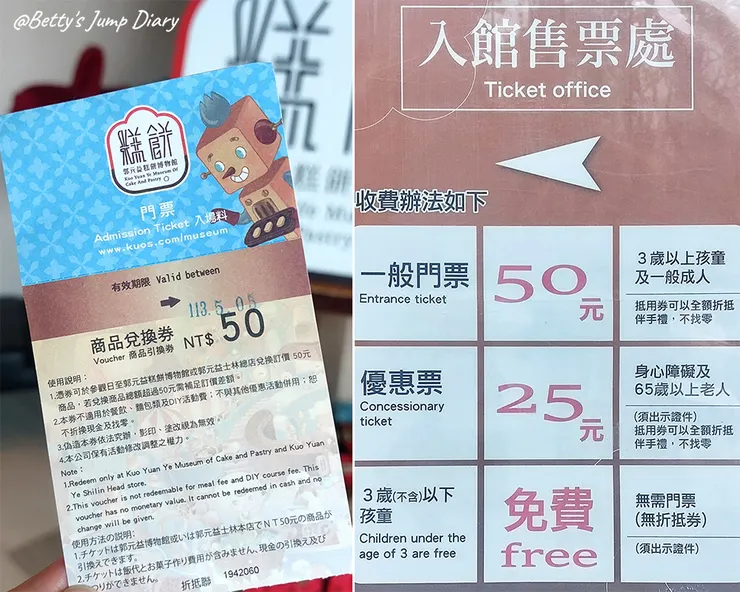 @Betty's Jump Diary
糕餅
郭元益糕餅博物館
Kuo Yuan Ye Museum Of
Cake And Pastry
門票
Admission Ticket 入場料
www.kuos.com/museum
有效期限 Valid between
113.5.05
商品兌換券 NT$ 50
Voucher 商品引換券
使用說明：
1.憑券可於參觀日至郭元益糕餅博物館或郭元益士林總店兌換訂價 50元
商品，若兌換商品總額超過50元需補足訂價差額。
2.本券不適用於餐飲、麵包類及DIY活動費；不與其他優惠活動併用；恕
不折換現金及找零。
3.偽造本券依法究辦，影印、塗改視為無效。
4.本公司保有活動修改調整之權力。
Note：
1.Redeem only at Kuo Yuan Ye Museum of Cake and Pastry and Kuo Yuan
Ye Shilin Head store.
2.This voucher is not redeemable for meal fee and DIY course fee. This
voucher has no monetary value. It cannot be redeemed in cash and no
change will be given.
使用方法の説明：
1.チケットは郭元益博物館或いは郭元益士林本店でNT50元の商品が
引換えできます。
2.チケットは飯代とお菓子作り費用が含みません、現金の引換え及び
つりができません。
折抵聯 1942060
入館售票處
Ticket office
收費辦法如下
一般門票
Entrance ticket
50元
3歲以上孩童
及一般成人
抵用券可以全額折抵
伴手禮，不找零
優惠票
Concessionary
ticket
25元
身心障礙及
65歲以上老人
(須出示證件)
抵用券可以全額折抵
伴手禮，不找零
3歲(不含)以下
孩童
Children under the
age of 3 are free
免費
free
無需門票
(無折抵券)
(須出示證件)